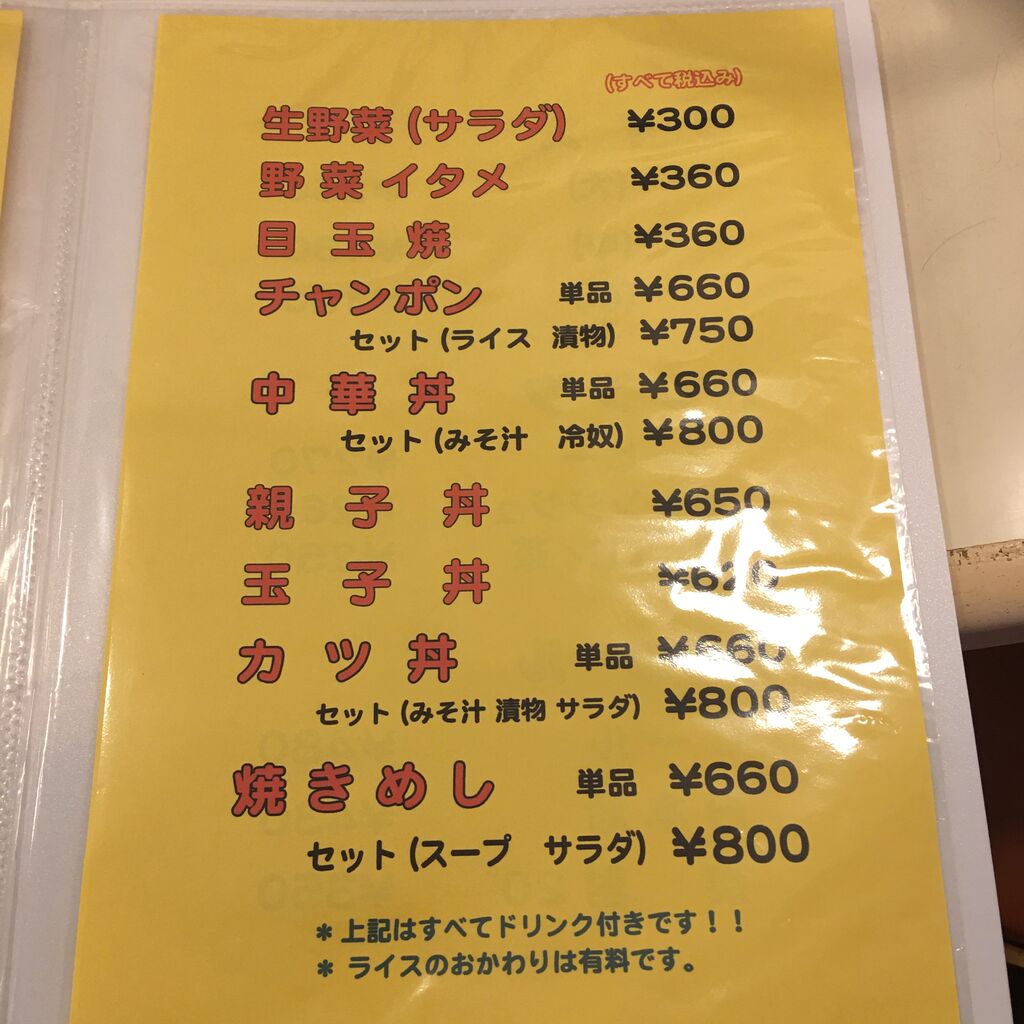 (すべて税込み)
生野菜 (サラダ) ¥300
野菜イタメ ¥360
目玉焼 ¥360
チャンポン 単品 ¥660
セット (ライス 漬物) ¥750
中華丼 単品 ¥660
セット (みそ汁 冷奴) ¥800
親子丼 ¥650
玉子丼 ¥620
カツ丼 単品 ¥660
セット (みそ汁 漬物 サラダ) ¥800
焼きめし 単品 ¥660
セット (スープ サラダ) ¥800
＊上記はすべてドリンク付きです！！
＊ ライスのおかわりは有料です。